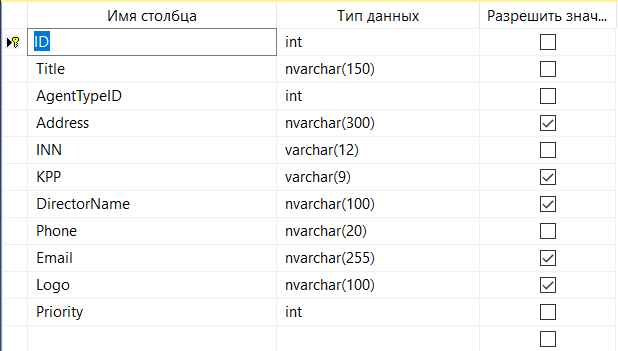 Имя столбца Тип данных Разрешить знач...
ID int
Title nvarchar(150)
AgentTypeID int
Address nvarchar(300)
INN varchar(12)
KPP varchar(9)
DirectorName nvarchar(100)
Phone nvarchar(20)
Email nvarchar(255)
Logo nvarchar(100)
Priority int